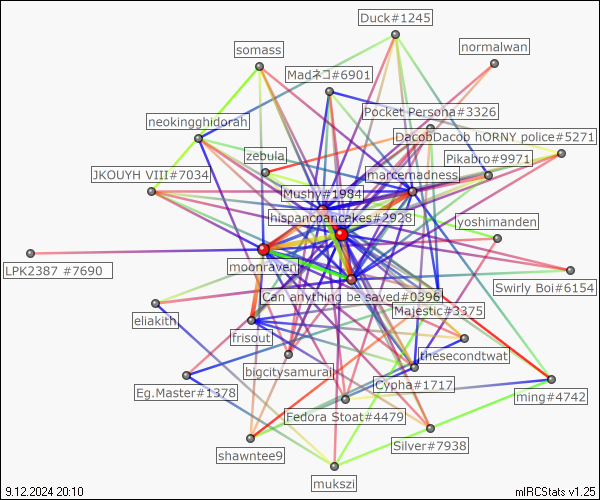 Duck#1245
somass
normalwan
Madネコ#6901
Pocket Persona#3326
neokingghidorah
DacobDacob hORNY police#5271
zebula
Pikabro#9971
JKOUYH VIII#7034
marcemadness
Mushy#1984
hispancpancakes#2928
yoshimanden
LPK2387 #7690
moonraven
Swirly Boi#6154
Can anything be saved#0396
eliakith
Majestic#3375
frisout
thesecondtwat
bigcitysamurai
Cypha#1717
Eg.Master#1378
ming#4742
Fedora Stoat#4479
Silver#7938
shawntee9
mukszi
9.12.2024 20:10
mIRCStats v1.25